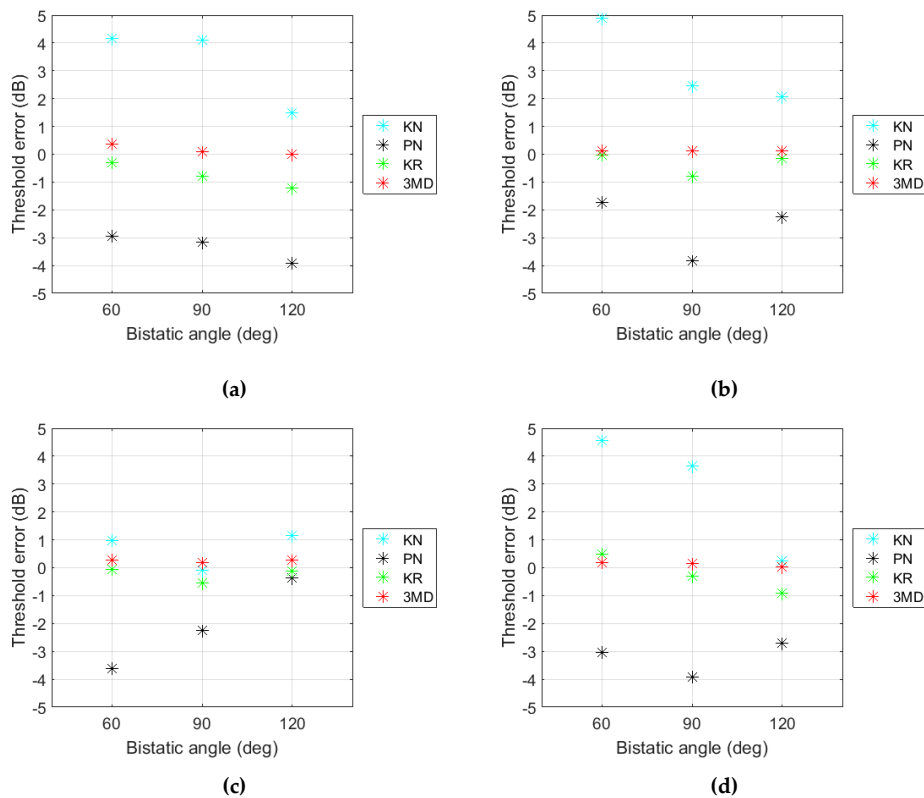 5
4
3
2
1
0
-1
-2
-3
-4
-5
Threshold error (dB)
60 90 120
Bistatic angle (deg)
KN
PN
KR
3MD
(a)
5
4
3
2
1
0
-1
-2
-3
-4
-5
Threshold error (dB)
60 90 120
Bistatic angle (deg)
KN
PN
KR
3MD
(b)
5
4
3
2
1
0
-1
-2
-3
-4
-5
Threshold error (dB)
60 90 120
Bistatic angle (deg)
KN
PN
KR
3MD
(c)
5
4
3
2
1
0
-1
-2
-3
-4
-5
Threshold error (dB)
60 90 120
Bistatic angle (deg)
KN
PN
KR
3MD
(d)